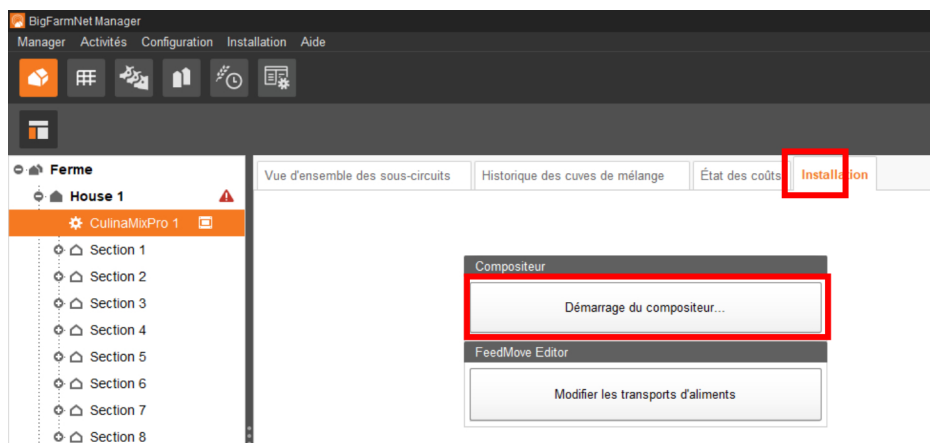 BigFarmNet Manager
Manager Activités Configuration Installation Aide
Ferme
House 1
CulinaMixPro 1
Section 1
Section 2
Section 3
Section 4
Section 5
Section 6
Section 7
Section 8
Vue d'ensemble des sous-circuits Historique des cuves de mélange État des coûts Installation
Compositeur
Démarrage du compositeur...
FeedMove Editor
Modifier les transports d'aliments